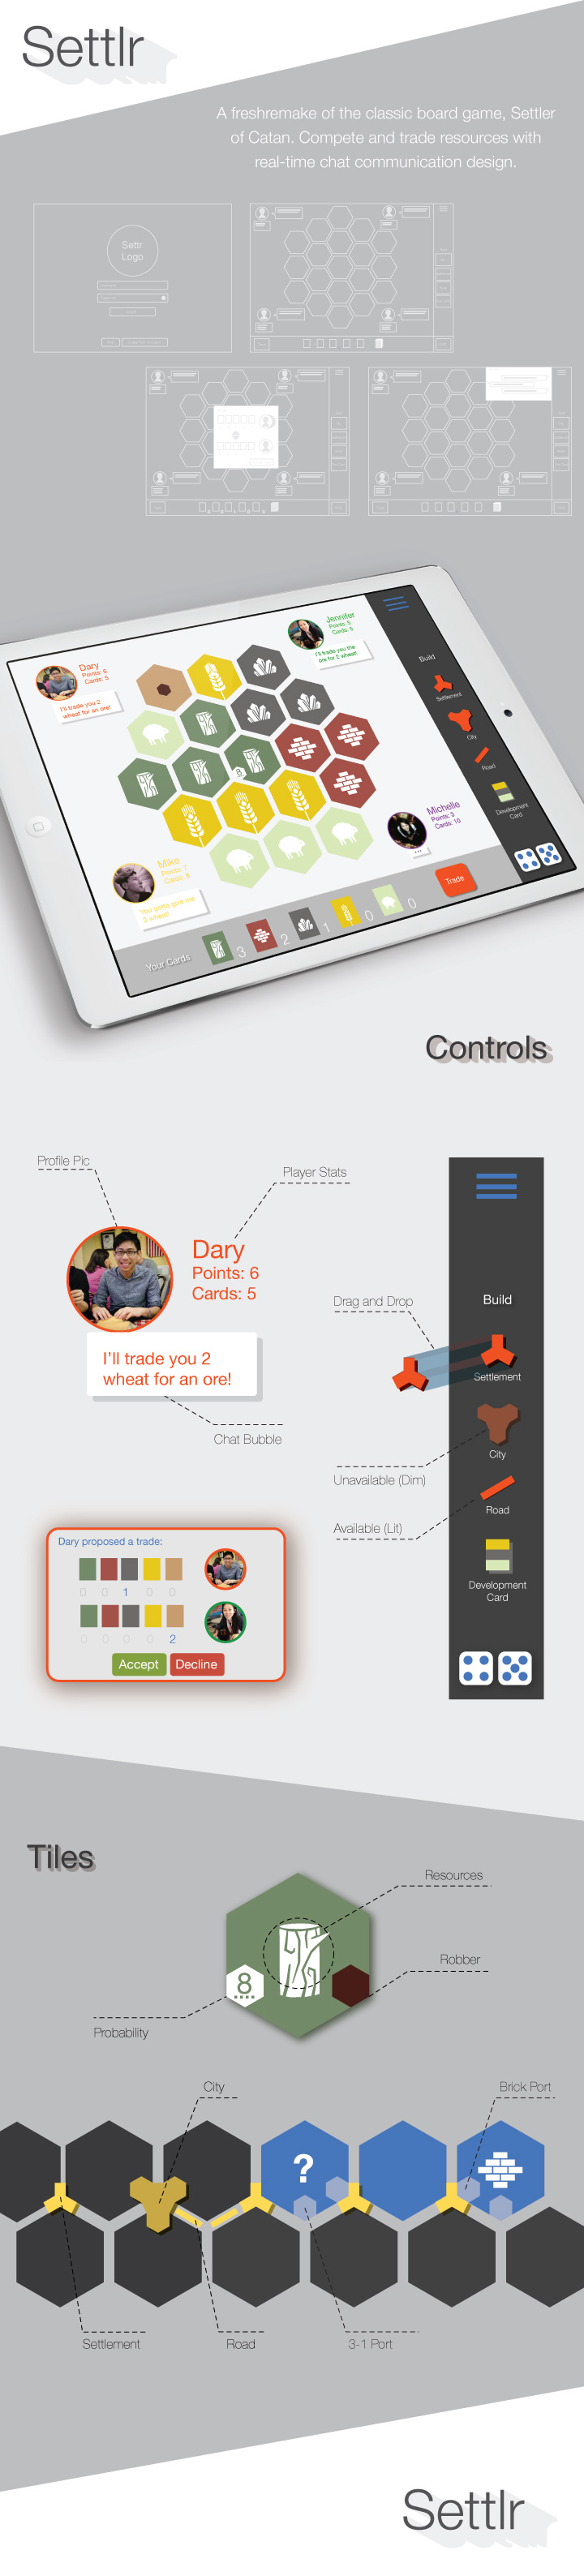 Settlr
A freshremake of the classic board game, Settler
of Catan. Compete and trade resources with
real-time chat communication design.
Settr
Logo
Dary
Points: 6
Cards: 5
I'll trade you 2
wheat for an ore!
Jennifer
Points: 5
Cards: 5
I'll trade you the
ore for 2 wheat!
Build
Settlement
City
Road
Development
Card
Michelle
Points: 3
Cards: 10
Mike
Points: 7
Cards: 8
You gotta give me
3 wheat!
8
Your Cards
3
2
1
0
0
Trade
Controls
Profile Pic
Player Stats
Dary
Points: 6
Cards: 5
I'll trade you 2
wheat for an ore!
Chat Bubble
Drag and Drop
Build
Settlement
City
Unavailable (Dim)
Road
Available (Lit)
Development
Card
Dary proposed a trade:
0 0 1 0 0
0 0 0 0 2
Accept Decline
Tiles
Resources
Robber
8
Probability
City
Brick Port
?
Settlement
Road
3-1 Port
Settlr